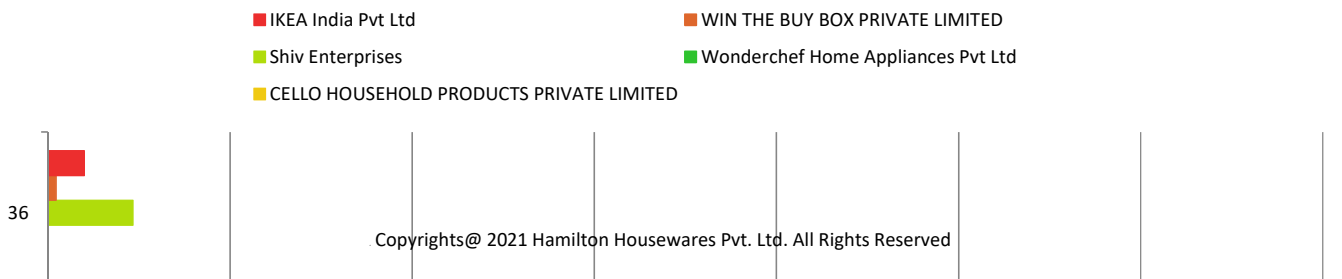 IKEA India Pvt Ltd
WIN THE BUY BOX PRIVATE LIMITED
Shiv Enterprises
Wonderchef Home Appliances Pvt Ltd
CELLO HOUSEHOLD PRODUCTS PRIVATE LIMITED
36
Copyrights@ 2021 Hamilton Housewares Pvt. Ltd. All Rights Reserved